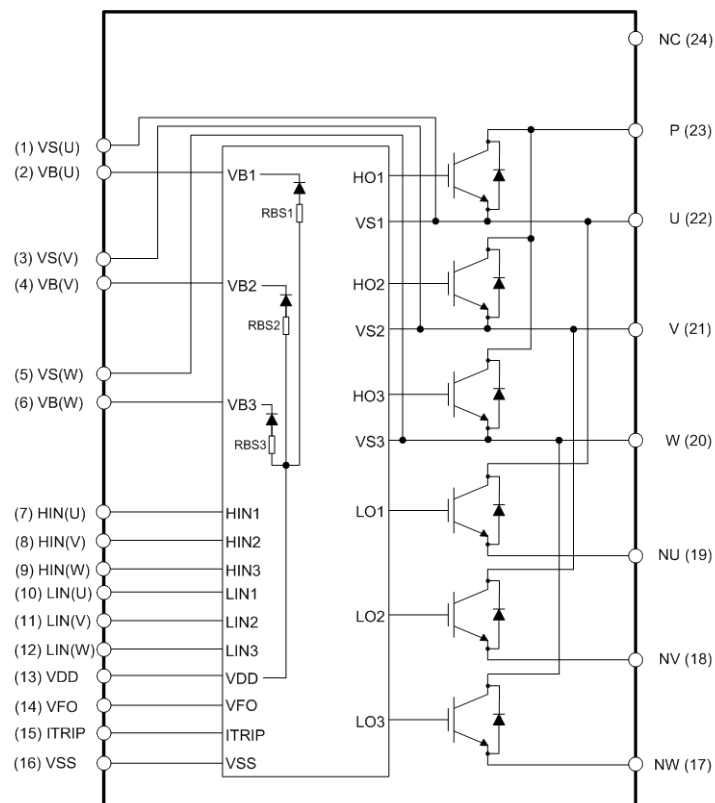 NC (24)
P (23)
(1) VS(U)
(2) VB(U)
VB1
HO1
RBS1
VS1
U (22)
(3) VS(V)
(4) VB(V)
VB2
HO2
RBS2
VS2
V (21)
(5) VS(W)
(6) VB(W)
VB3
HO3
RBS3
VS3
W (20)
(7) HIN(U)
HIN1
LO1
(8) HIN(V)
HIN2
NU (19)
(9) HIN(W)
HIN3
(10) LIN(U)
LIN1
(11) LIN(V)
LIN2
LO2
(12) LIN(W)
LIN3
NV (18)
(13) VDD
VDD
(14) VFO
VFO
LO3
(15) ITRIP
ITRIP
(16) VSS
VSS
NW (17)